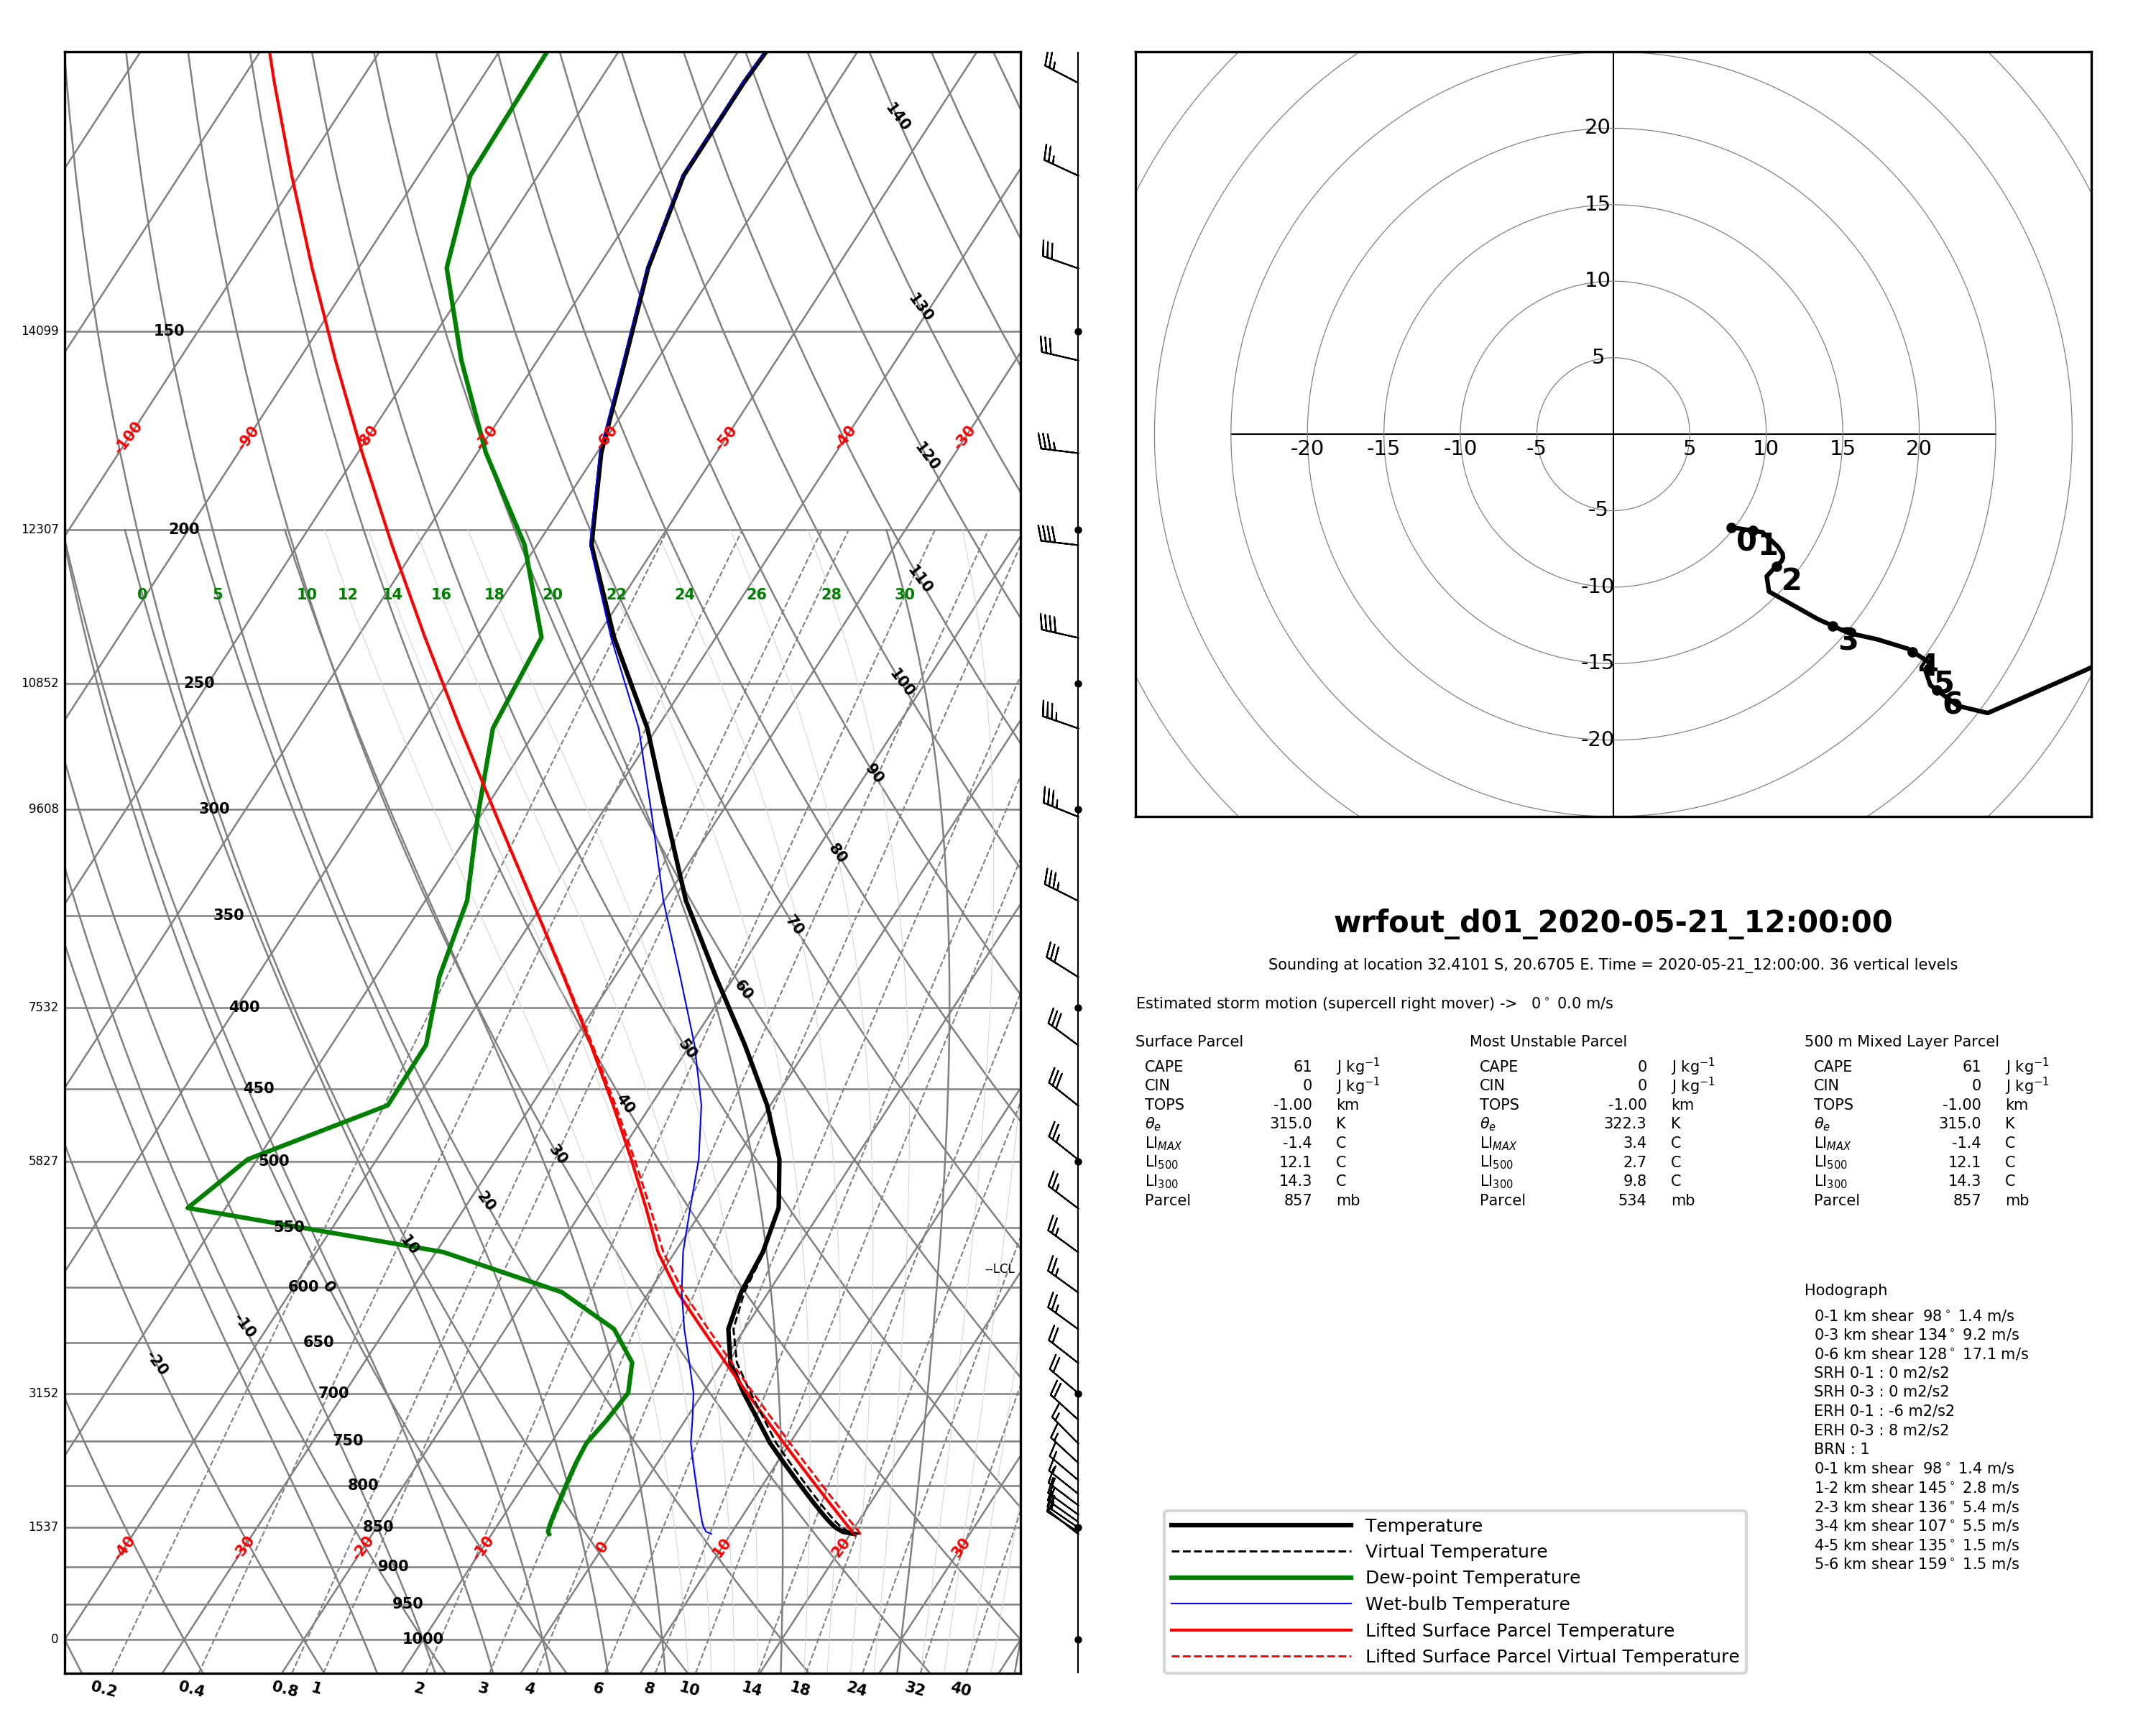 140
130
14099 150
-100 -90 -80 -70 -60 -50 -40 -30
120
12307 200
110
0 5 10 12 14 16 18 20 22 24 26 28 30
10852 250
100
90
9608 300
80
350
70
60
7532 400
50
450
40
5827 500
30
20
550
10
--LCL
600 0
-10
650
-20
3152 700
750
800
1537 850
-40 -30 -20 -10 0 10 20 30
900
950
0 1000
0.2 0.4 0.8 1 2 3 4 6 8 10 14 18 24 32 40
20
15
10
5
-20 -15 -10 -5 5 10 15 20
-5
-10
-15
-20
0 1
2
3
4
5
6
wrfout_d01_2020-05-21_12:00:00
Sounding at location 32.4101 S, 20.6705 E. Time = 2020-05-21_12:00:00. 36 vertical levels
Estimated storm motion (supercell right mover) -> 0° 0.0 m/s
Surface Parcel
CAPE 61 J kg⁻¹
CIN 0 J kg⁻¹
TOPS -1.00 km
θₑ 315.0 K
LI_MAX -1.4 C
LI₅₀₀ 12.1 C
LI₃₀₀ 14.3 C
Parcel 857 mb
Most Unstable Parcel
CAPE 0 J kg⁻¹
CIN 0 J kg⁻¹
TOPS -1.00 km
θₑ 322.3 K
LI_MAX 3.4 C
LI₅₀₀ 2.7 C
LI₃₀₀ 9.8 C
Parcel 534 mb
500 m Mixed Layer Parcel
CAPE 61 J kg⁻¹
CIN 0 J kg⁻¹
TOPS -1.00 km
θₑ 315.0 K
LI_MAX -1.4 C
LI₅₀₀ 12.1 C
LI₃₀₀ 14.3 C
Parcel 857 mb
Hodograph
0-1 km shear 98° 1.4 m/s
0-3 km shear 134° 9.2 m/s
0-6 km shear 128° 17.1 m/s
SRH 0-1 : 0 m2/s2
SRH 0-3 : 0 m2/s2
ERH 0-1 : -6 m2/s2
ERH 0-3 : 8 m2/s2
BRN : 1
0-1 km shear 98° 1.4 m/s
1-2 km shear 145° 2.8 m/s
2-3 km shear 136° 5.4 m/s
3-4 km shear 107° 5.5 m/s
4-5 km shear 135° 1.5 m/s
5-6 km shear 159° 1.5 m/s
Temperature
Virtual Temperature
Dew-point Temperature
Wet-bulb Temperature
Lifted Surface Parcel Temperature
Lifted Surface Parcel Virtual Temperature